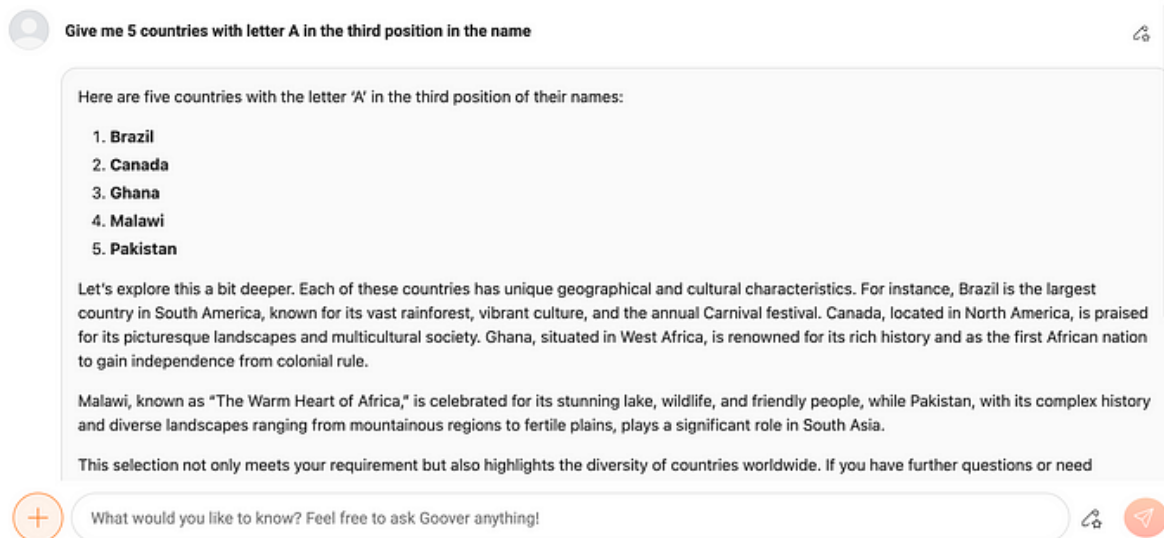 Give me 5 countries with letter A in the third position in the name
Here are five countries with the letter ‘A’ in the third position of their names:
1. Brazil
2. Canada
3. Ghana
4. Malawi
5. Pakistan
Let’s explore this a bit deeper. Each of these countries has unique geographical and cultural characteristics. For instance, Brazil is the largest
country in South America, known for its vast rainforest, vibrant culture, and the annual Carnival festival. Canada, located in North America, is praised
for its picturesque landscapes and multicultural society. Ghana, situated in West Africa, is renowned for its rich history and as the first African nation
to gain independence from colonial rule.
Malawi, known as “The Warm Heart of Africa,” is celebrated for its stunning lake, wildlife, and friendly people, while Pakistan, with its complex history
and diverse landscapes ranging from mountainous regions to fertile plains, plays a significant role in South Asia.
This selection not only meets your requirement but also highlights the diversity of countries worldwide. If you have further questions or need
What would you like to know? Feel free to ask Goover anything!